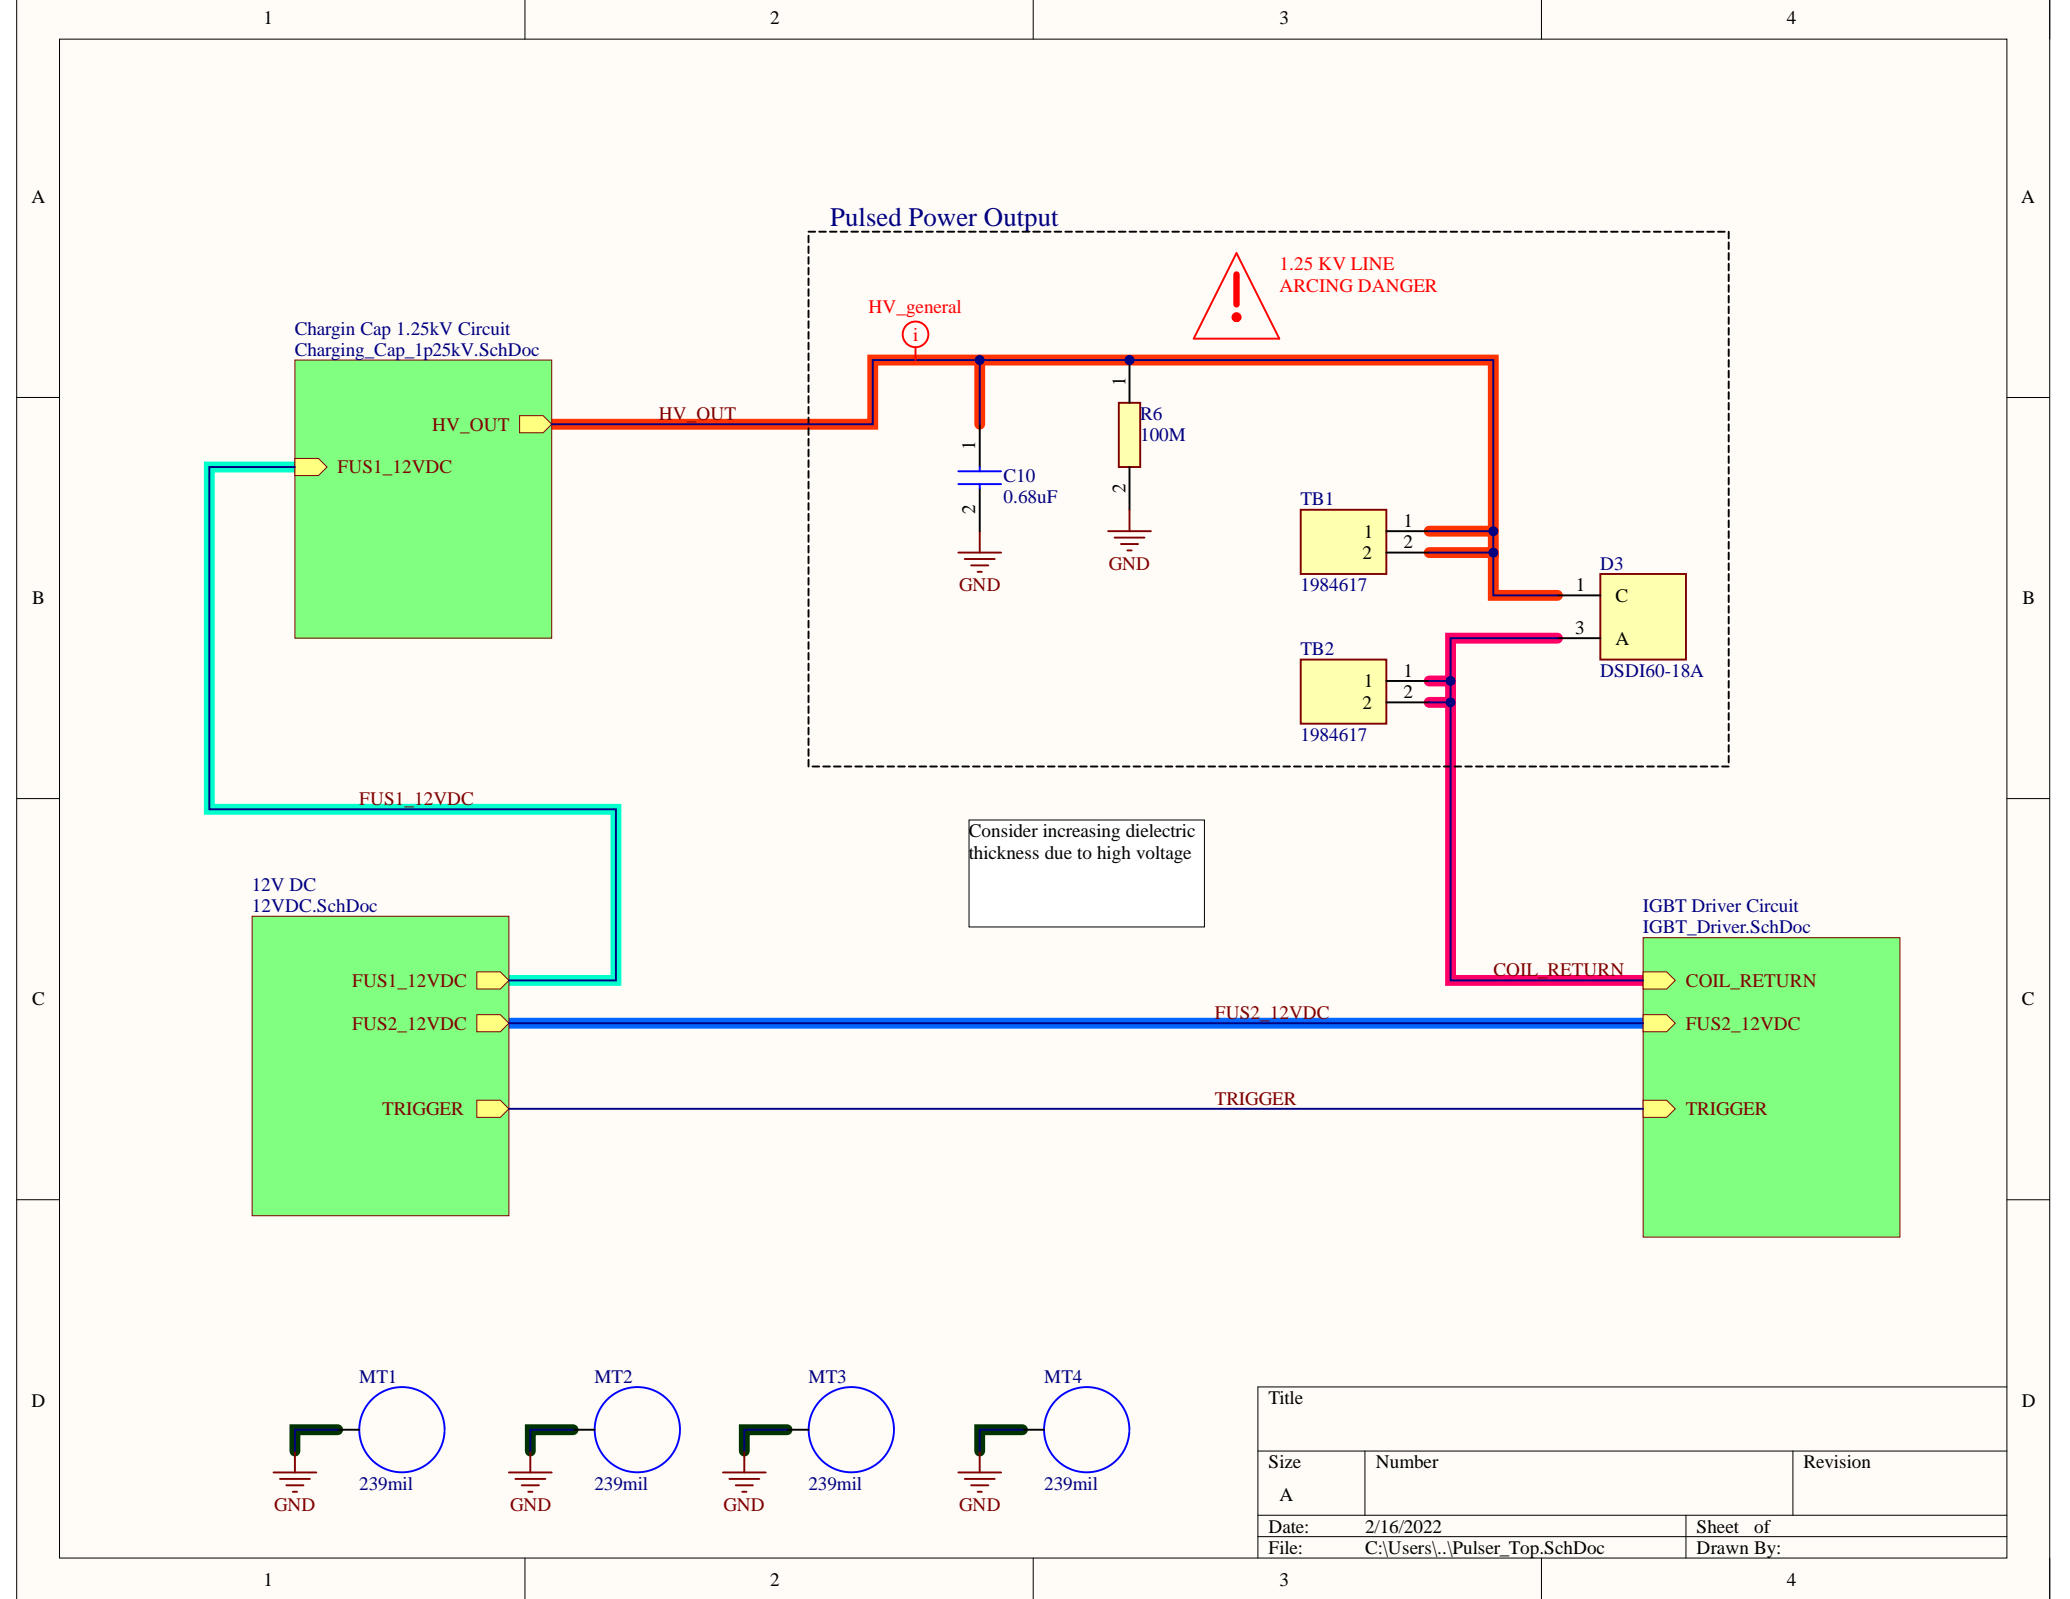 1 2 3 4
A A
Pulsed Power Output
1.25 KV LINE
ARCING DANGER
HV_general
i
Chargin Cap 1.25kV Circuit
Charging_Cap_1p25kV.SchDoc
HV_OUT
HV_OUT
FUS1_12VDC
1
R6
100M
2
GND
1
C10
0.68uF
2
GND
TB1
1 1
2 2
1984617
D3
1 C
3 A
DSDI60-18A
B B
TB2
1 1
2 2
1984617
FUS1_12VDC
Consider increasing dielectric
thickness due to high voltage
12V DC
12VDC.SchDoc
FUS1_12VDC
FUS2_12VDC
TRIGGER
C C
FUS2_12VDC
TRIGGER
IGBT Driver Circuit
IGBT_Driver.SchDoc
COIL_RETURN
COIL_RETURN
FUS2_12VDC
TRIGGER
D D
MT1
239mil
GND
MT2
239mil
GND
MT3
239mil
GND
MT4
239mil
GND
Title
Size Number Revision
A
Date: 2/16/2022 Sheet of
File: C:\Users\..\Pulser_Top.SchDoc Drawn By:
1 2 3 4